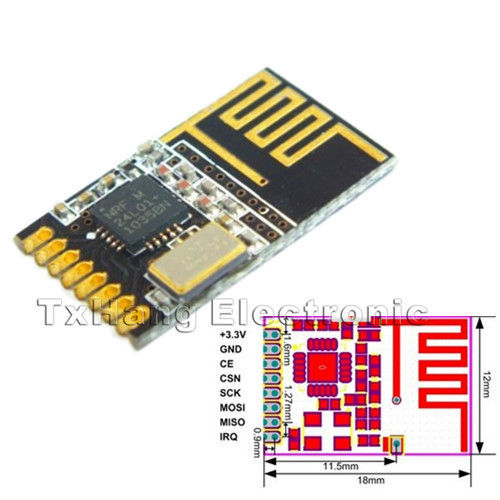 NRF M
24L01+
1035BN
TxHang Electronic
+3.3V
GND
CE
CSN
SCK
MOSI
MISO
IRQ
1.6mm
1.27mm
0.9mm
12mm
11.5mm
18mm